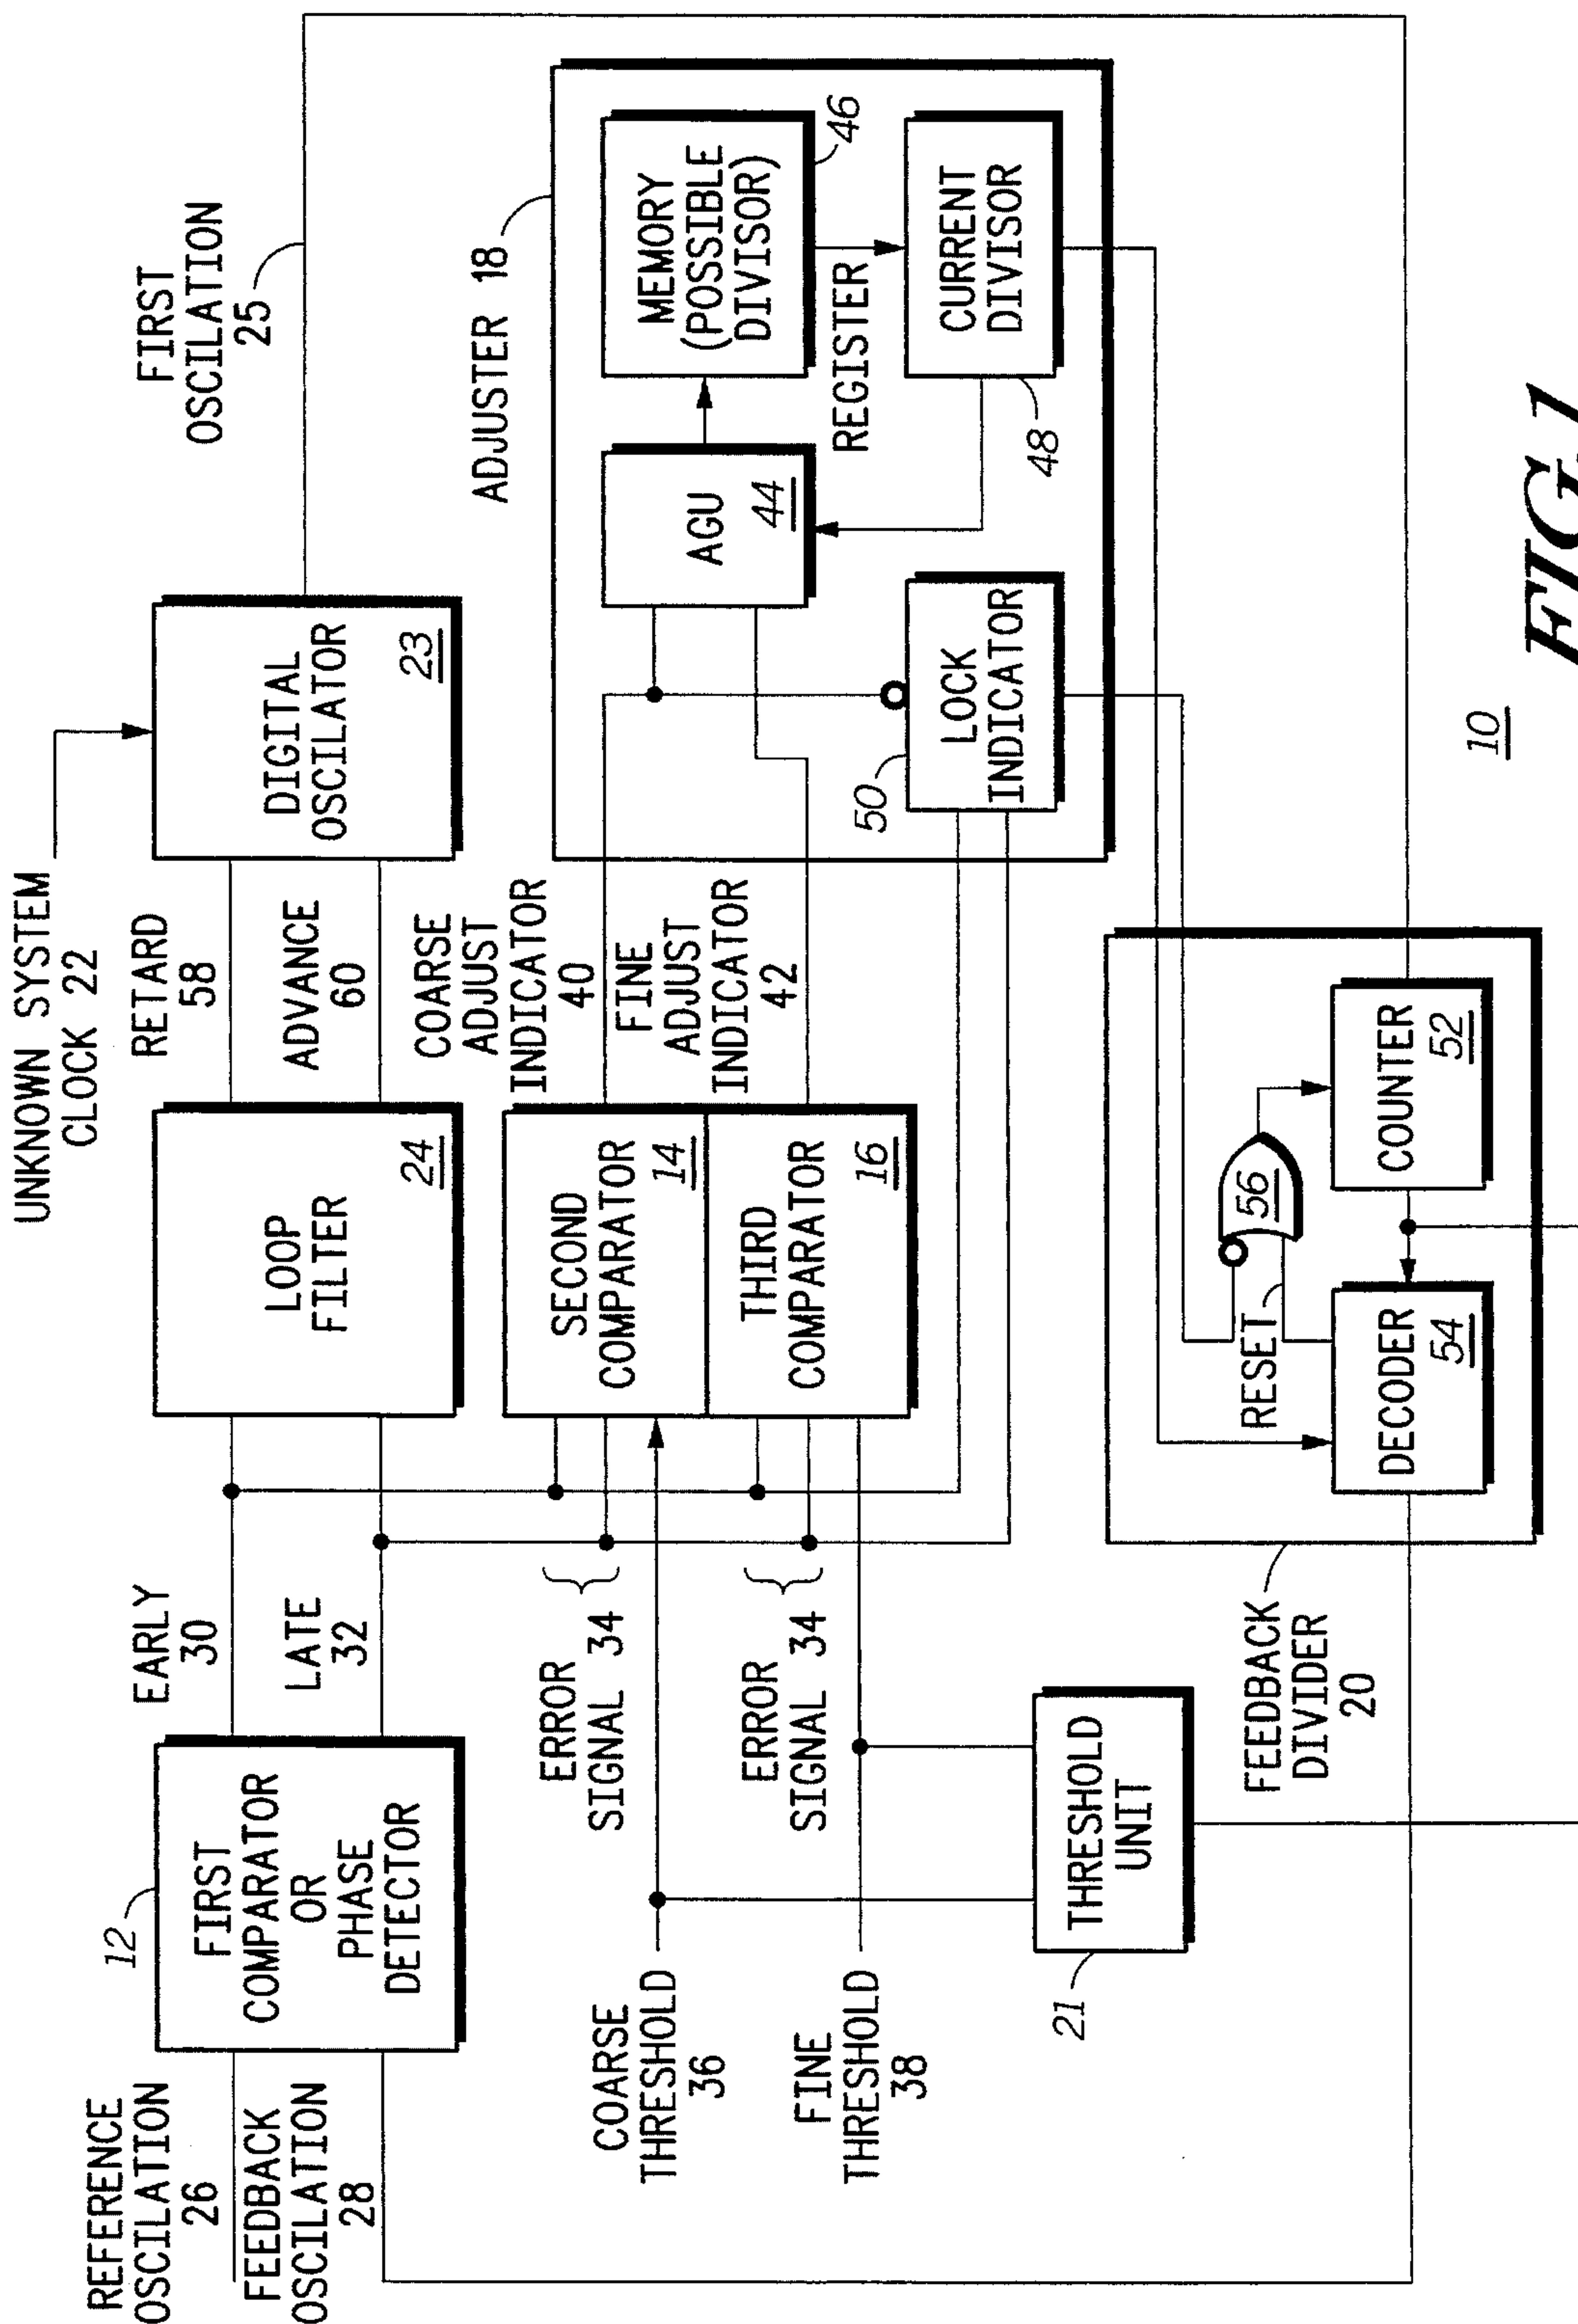 UNKNOWN SYSTEM
CLOCK 22
REFERENCE
OSCILATION
26
FEEDBACK
OSCILATION
28
12
FIRST
COMPARATOR
OR
PHASE
DETECTOR
EARLY
30
LATE
32
LOOP
FILTER
24
RETARD
58
ADVANCE
60
DIGITAL
OSCILATOR
23
FIRST
OSCILATION
25
COARSE
THRESHOLD
36
FINE
THRESHOLD
38
ERROR
SIGNAL 34
ERROR
SIGNAL 34
SECOND
COMPARATOR
14
THIRD
COMPARATOR
16
COARSE
ADJUST
INDICATOR
40
FINE
ADJUST
INDICATOR
42
ADJUSTER 18
AGU
44
MEMORY
(POSSIBLE
DIVISOR)
46
REGISTER
CURRENT
DIVISOR
48
50
LOCK
INDICATOR
THRESHOLD
UNIT
21
FEEDBACK
DIVIDER
20
RESET
56
DECODER
54
COUNTER
52
10
FIG.1